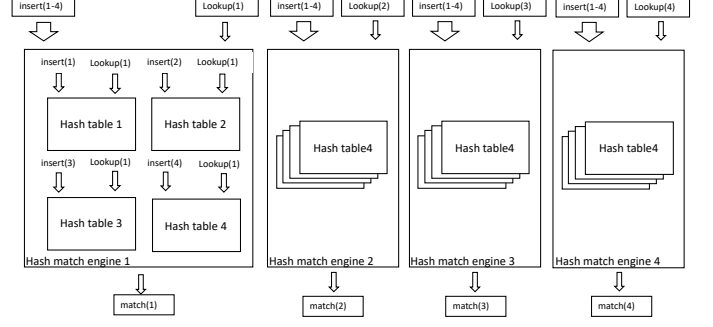 insert(1-4) Lookup(1) insert(1-4) Lookup(2) insert(1-4) Lookup(3) insert(1-4) Lookup(4)
insert(1) Lookup(1) insert(2) Lookup(1)
Hash table 1 Hash table 2 Hash table4 Hash table4 Hash table4
insert(3) Lookup(1) insert(4) Lookup(1)
Hash table 3 Hash table 4
Hash match engine 1 Hash match engine 2 Hash match engine 3 Hash match engine 4
match(1) match(2) match(3) match(4)